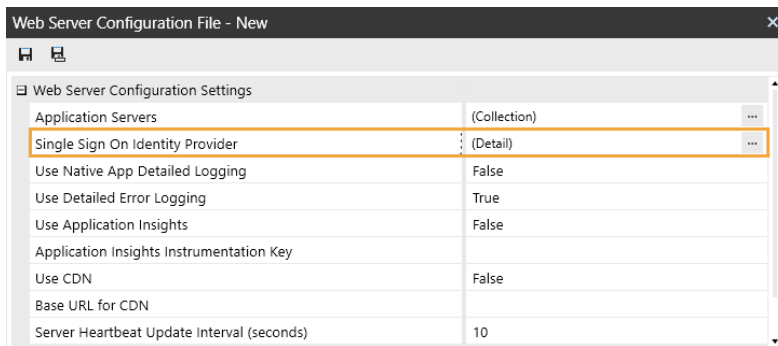 Web Server Configuration File - New
Web Server Configuration Settings
Application Servers (Collection) ...
Single Sign On Identity Provider (Detail) ...
Use Native App Detailed Logging False
Use Detailed Error Logging True
Use Application Insights False
Application Insights Instrumentation Key
Use CDN False
Base URL for CDN
Server Heartbeat Update Interval (seconds) 10